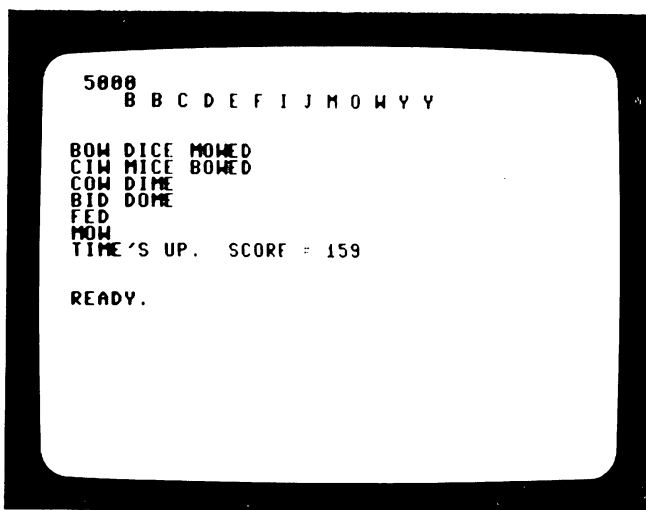 5000
B B C D E F I J M O W Y Y
BOW DICE MOWED
CIW MICE BOWED
COW DIME
BID DOME
FED
MOW
TIME'S UP. SCORE = 159
READY.